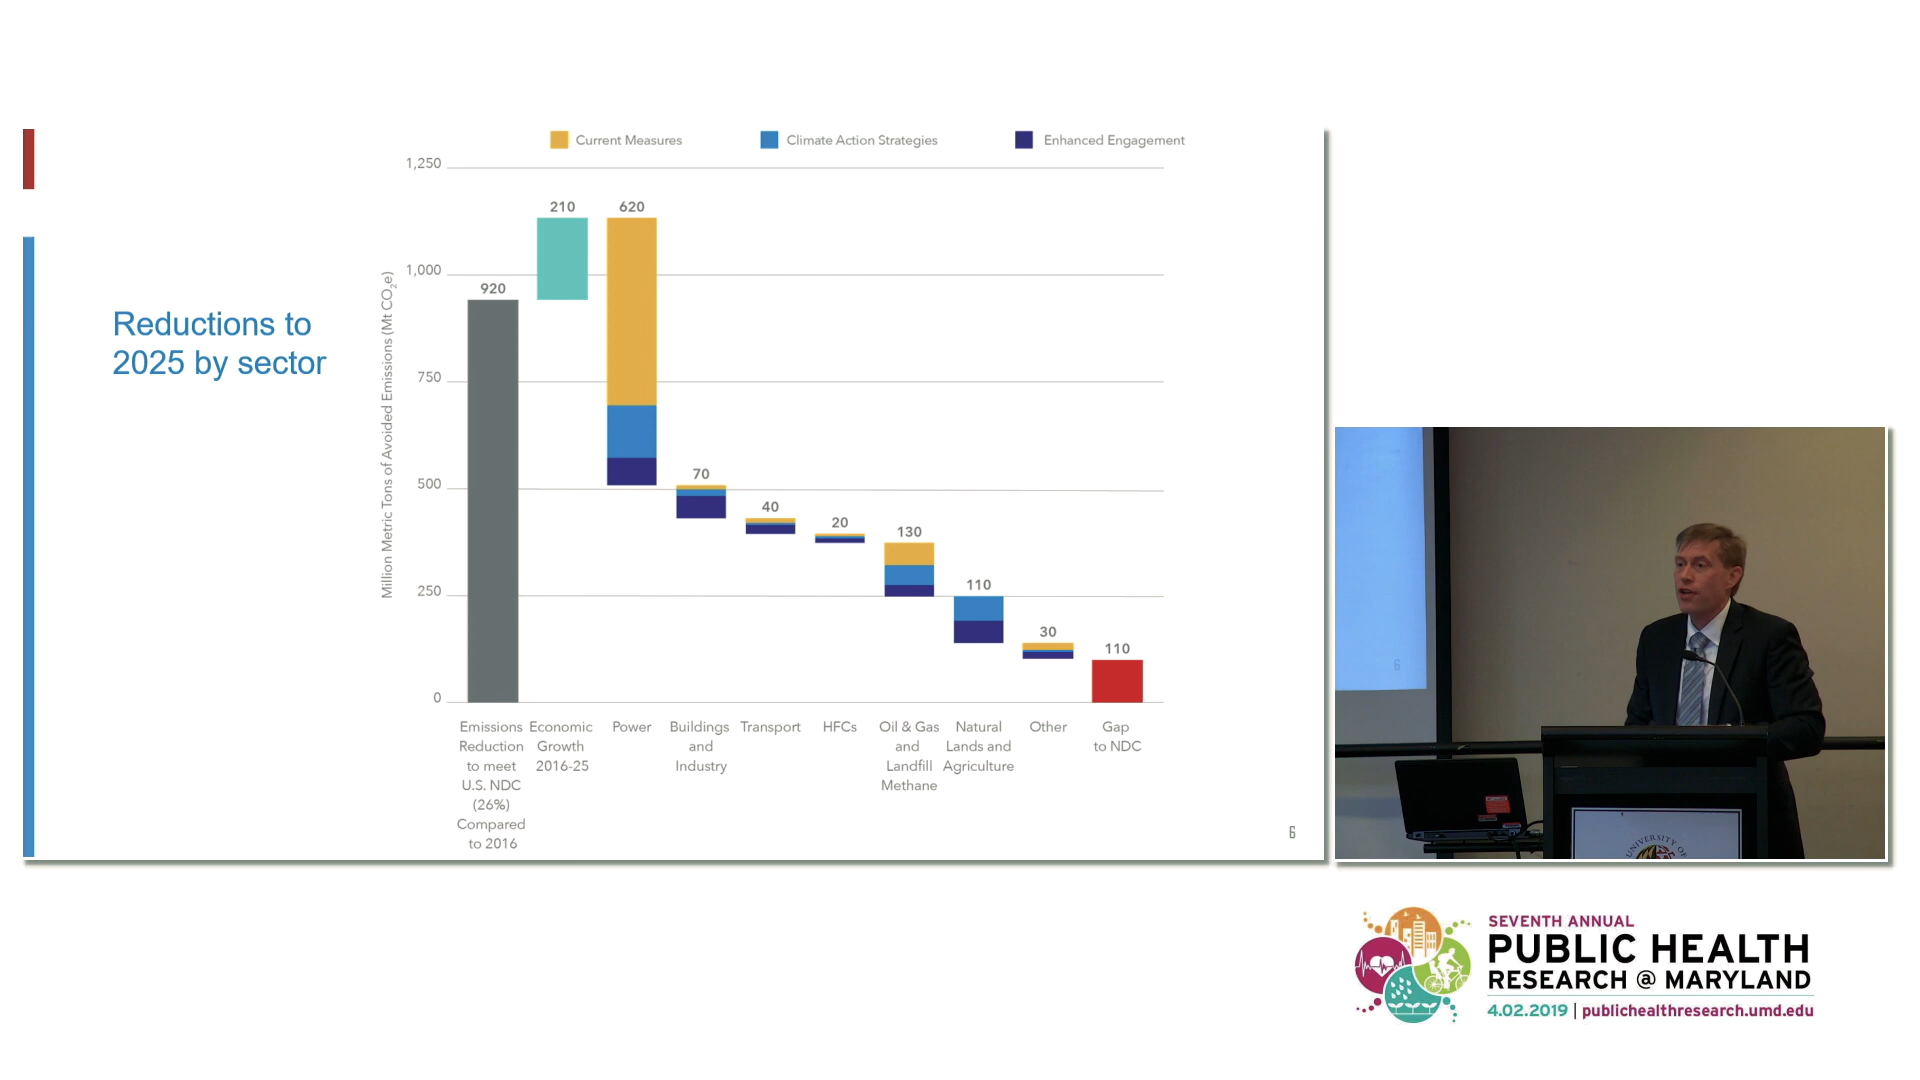 Current Measures
Climate Action Strategies
Enhanced Engagement
Reductions to
2025 by sector
Million Metric Tons of Avoided Emissions (Mt CO₂e)
1,250
1,000
750
500
250
0
920
210
620
70
40
20
130
110
30
110
Emissions
Reduction
to meet
U.S. NDC
(26%)
Compared
to 2016
Economic
Growth
2016-25
Power
Buildings
and
Industry
Transport
HFCs
Oil & Gas
and
Landfill
Methane
Natural
Lands and
Agriculture
Other
Gap
to NDC
6
6
UNIVERSITY OF
SEVENTH ANNUAL
PUBLIC HEALTH
RESEARCH @ MARYLAND
4.02.2019 | publichealthresearch.umd.edu